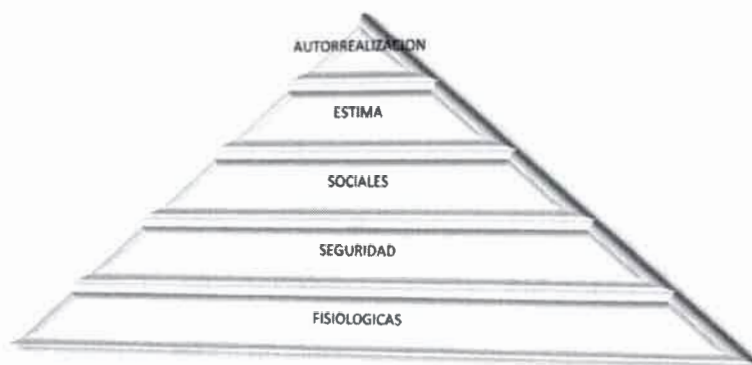 AUTORREALIZACION
ESTIMA
SOCIALES
SEGURIDAD
FISIOLOGICAS